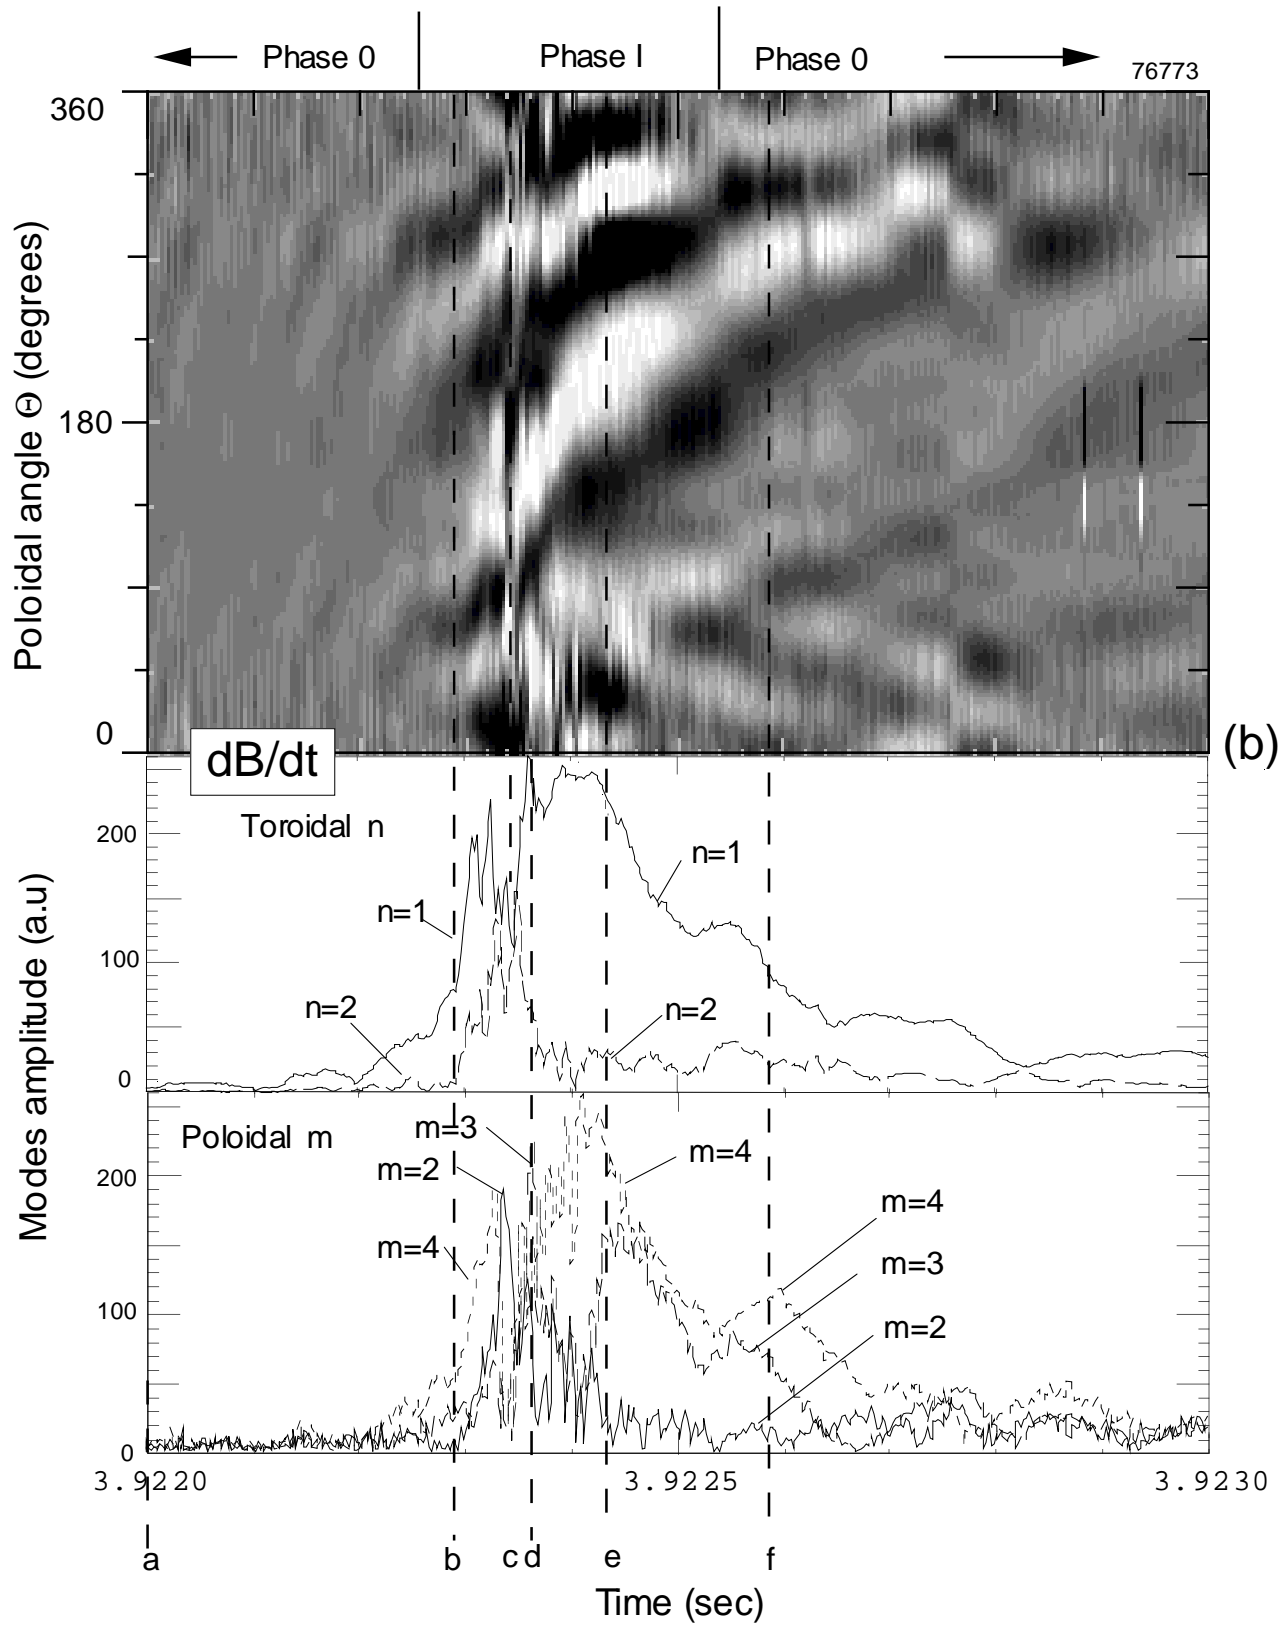 Phase 0 Phase I Phase 0
76773
360
180
0
Poloidal angle Θ (degrees)
(b)
dB/dt
Toroidal n
200
100
0
n=1
n=1
n=2
n=2
Modes amplitude (a.u)
Poloidal m
200
100
0
m=3
m=2
m=4
m=4
m=4
m=3
m=2
3.9220 3.9225 3.9230
a b c d e f
Time (sec)